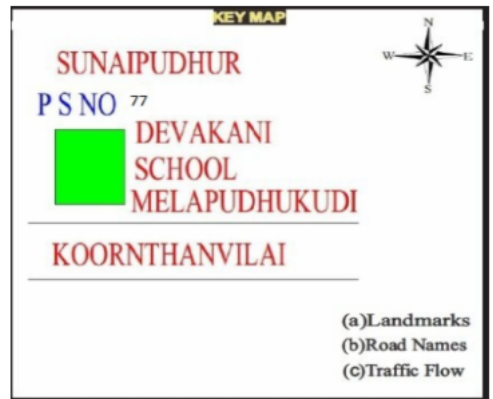 KEY MAP
N
W E
S
SUNAIPUDHUR
P S NO 77
DEVAKANI
SCHOOL
MELAPUDHUKUDI
KOORNTHANVILAI
(a)Landmarks
(b)Road Names
(c)Traffic Flow